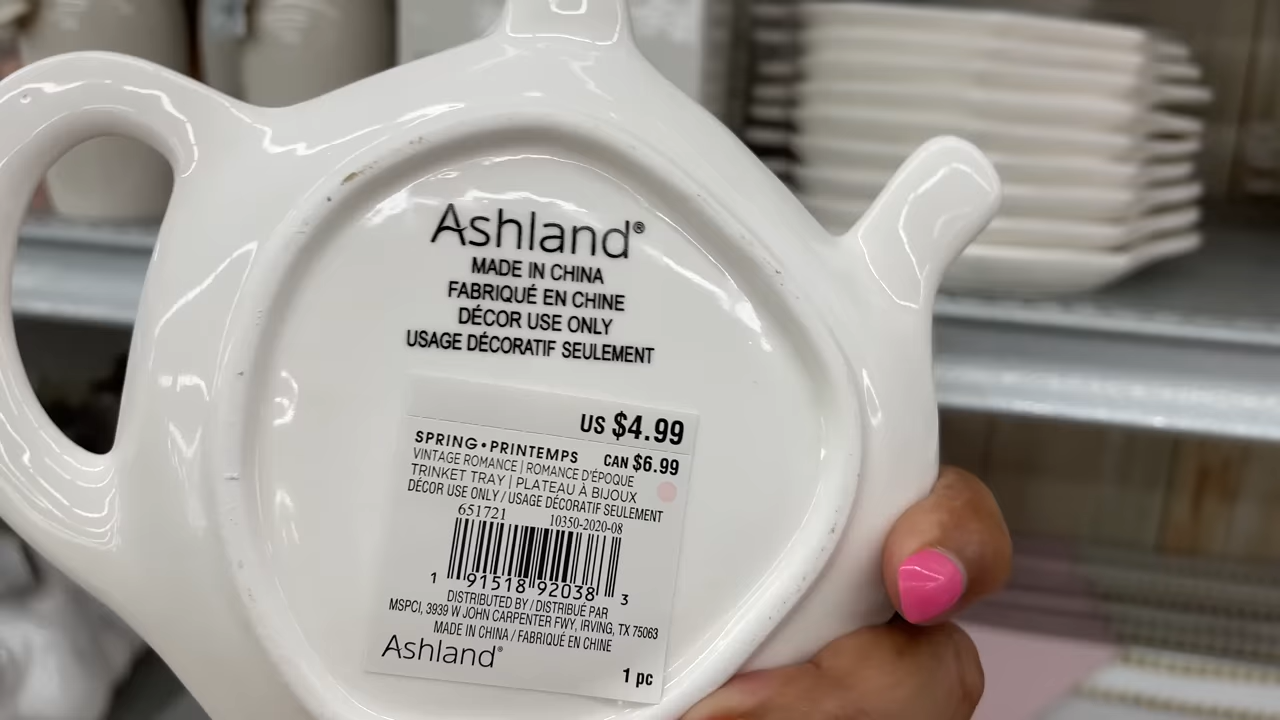 Ashland®
MADE IN CHINA
FABRIQUÉ EN CHINE
DÉCOR USE ONLY
USAGE DÉCORATIF SEULEMENT
US $4.99
SPRING•PRINTEMPS CAN $6.99
VINTAGE ROMANCE | ROMANCE D'ÉPOQUE
TRINKET TRAY | PLATEAU À BIJOUX
DÉCOR USE ONLY / USAGE DÉCORATIF SEULEMENT
651721 10350-2020-08
1 91518 92038 3
DISTRIBUTED BY / DISTRIBUÉ PAR
MSPCI, 3939 W JOHN CARPENTER FWY, IRVING, TX 75063
MADE IN CHINA / FABRIQUÉ EN CHINE
Ashland®
1 pc